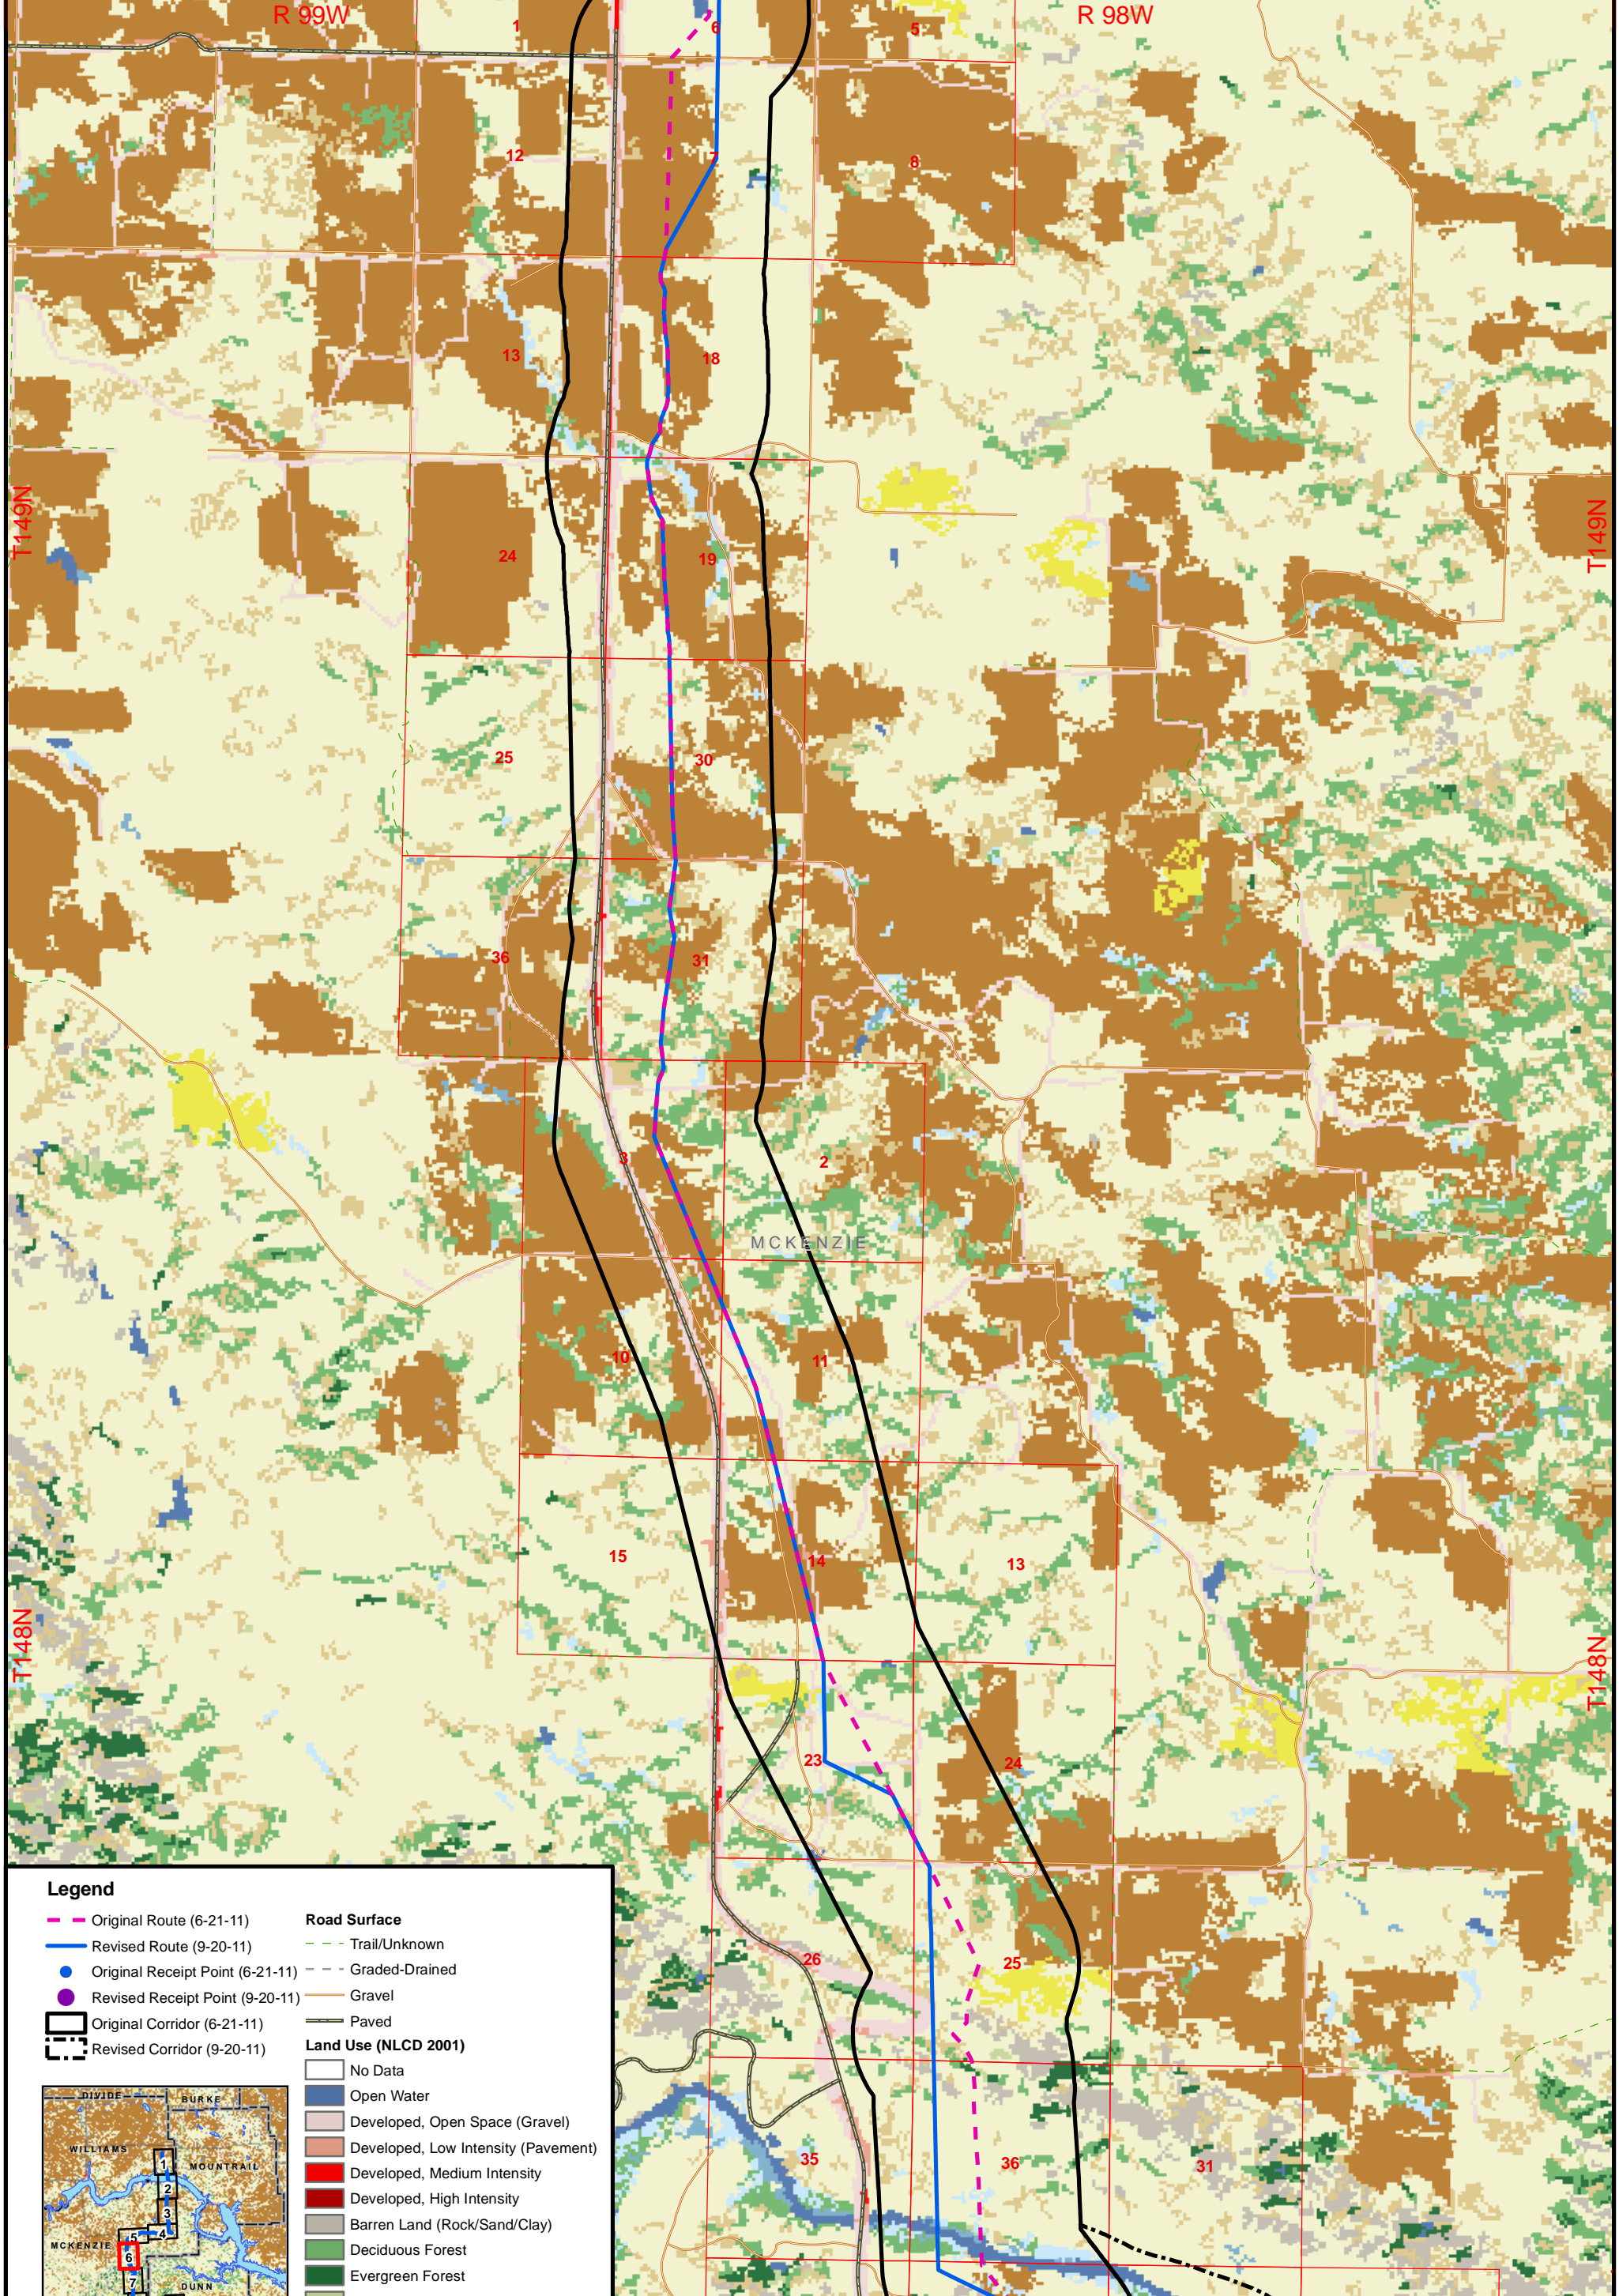 R 99W
R 98W
1
6
5
12
7
8
13
18
T149N
T149N
24
19
25
30
36
31
3
2
MCKENZIE
10
11
15
14
13
T148N
T148N
23
24
26
25
35
36
31
Legend
Original Route (6-21-11)
Revised Route (9-20-11)
Original Receipt Point (6-21-11)
Revised Receipt Point (9-20-11)
Original Corridor (6-21-11)
Revised Corridor (9-20-11)
Road Surface
Trail/Unknown
Graded-Drained
Gravel
Paved
Land Use (NLCD 2001)
No Data
Open Water
Developed, Open Space (Gravel)
Developed, Low Intensity (Pavement)
Developed, Medium Intensity
Developed, High Intensity
Barren Land (Rock/Sand/Clay)
Deciduous Forest
Evergreen Forest
DIVIDE
BURKE
WILLIAMS
MOUNTRAIL
1
2
3
4
5
MCKENZIE
6
7
DUNN